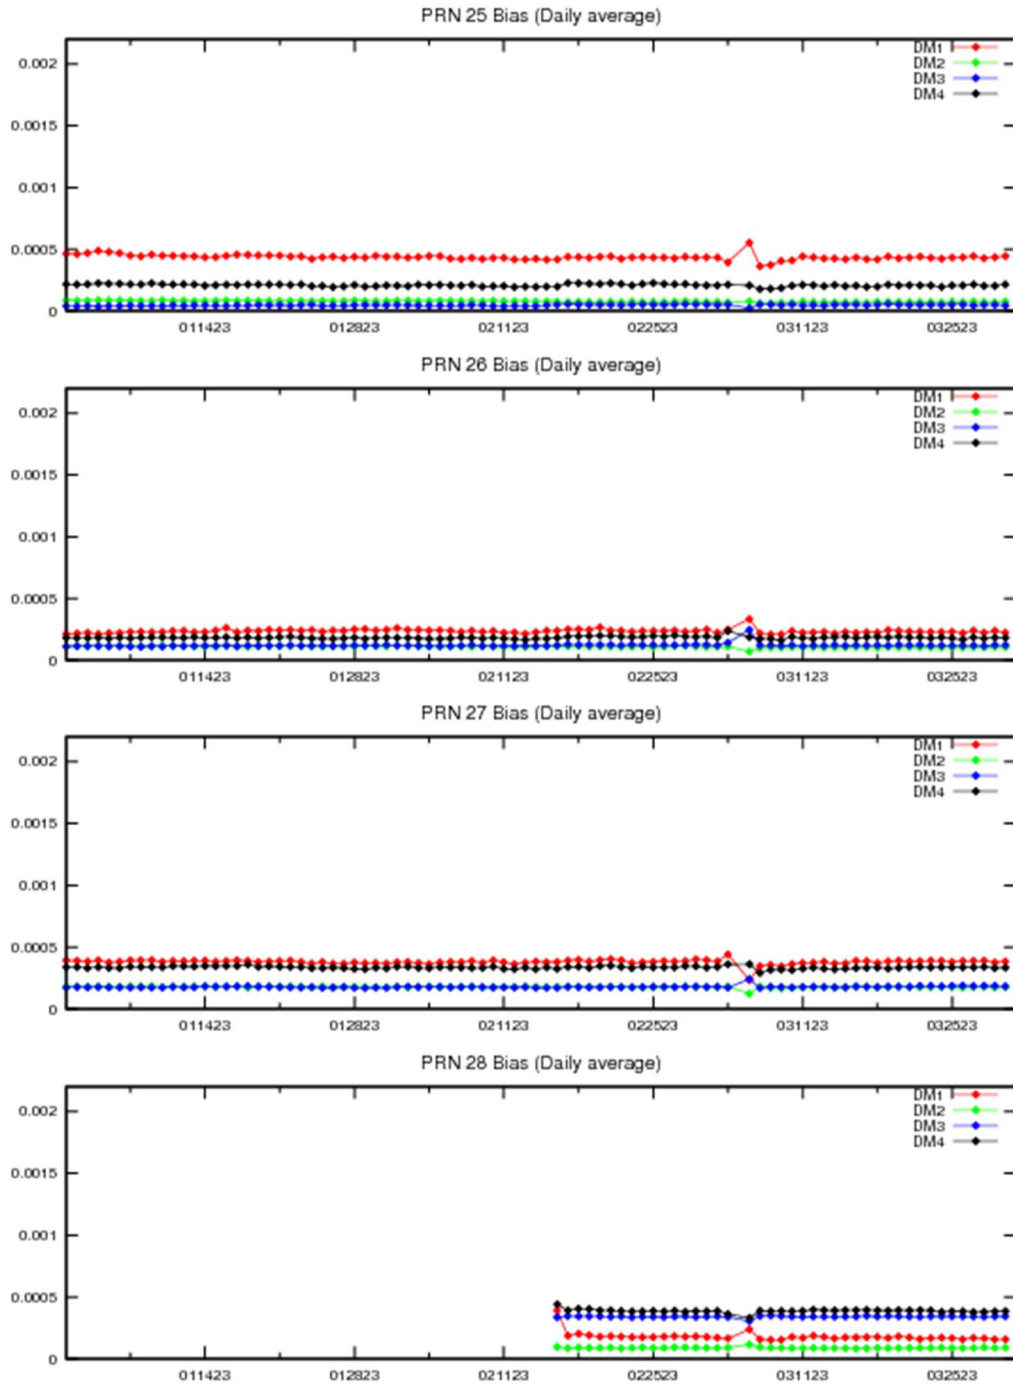 PRN 25 Bias (Daily average)
DM1
DM2
DM3
DM4
0.002
0.0015
0.001
0.0005
0
011423 012823 021123 022523 031123 032523
PRN 26 Bias (Daily average)
DM1
DM2
DM3
DM4
0.002
0.0015
0.001
0.0005
0
011423 012823 021123 022523 031123 032523
PRN 27 Bias (Daily average)
DM1
DM2
DM3
DM4
0.002
0.0015
0.001
0.0005
0
011423 012823 021123 022523 031123 032523
PRN 28 Bias (Daily average)
DM1
DM2
DM3
DM4
0.002
0.0015
0.001
0.0005
0
011423 012823 021123 022523 031123 032523